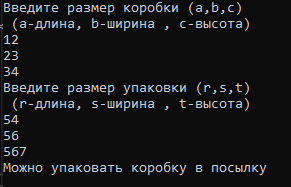 Введите размер коробки (a,b,c)
(a-длина, b-ширина , c-высота)
12
23
34
Введите размер упаковки (r,s,t)
(r-длина, s-ширина , t-высота)
54
56
567
Можно упаковать коробку в посылку